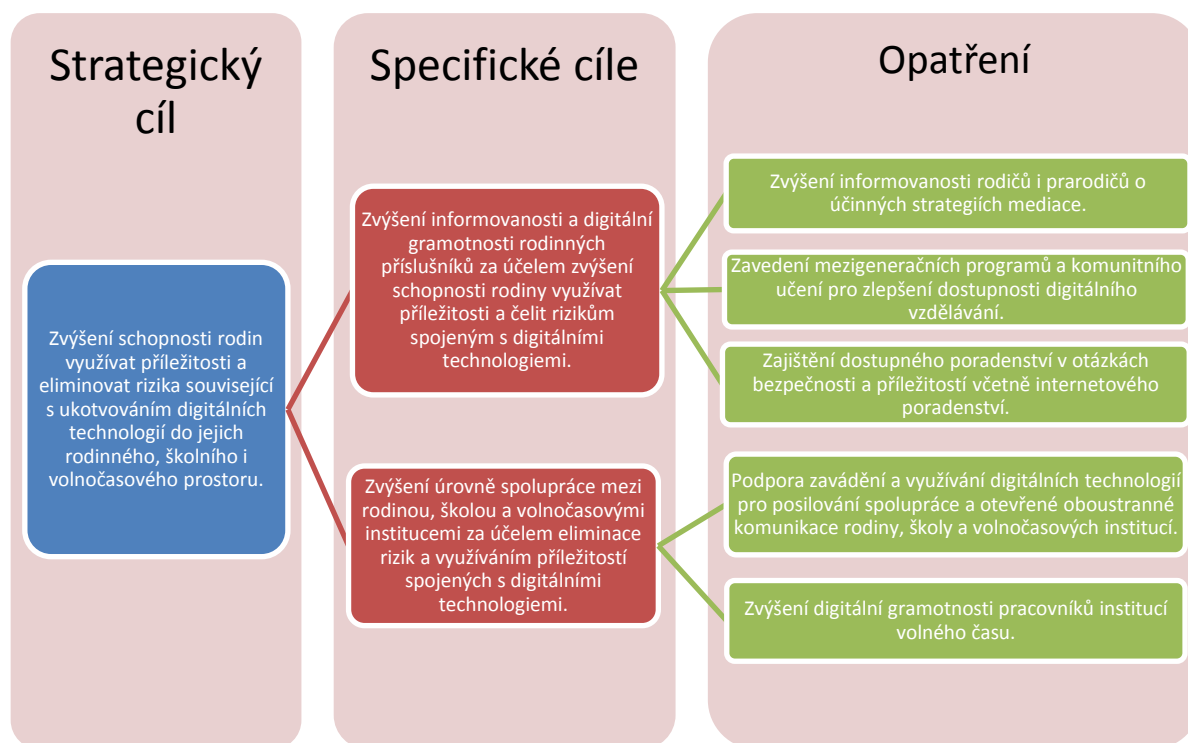 Strategický
cíl
Zvýšení schopnosti rodin
využívat příležitosti a
eliminovat rizika související
s ukotvováním digitálních
technologií do jejich
rodinného, školního i
volnočasového prostoru.
Specifické cíle
Zvýšení informovanosti a digitální
gramotnosti rodinných
příslušníků za účelem zvýšení
schopnosti rodiny využívat
příležitosti a čelit rizikům
spojeným s digitálními
technologiemi.
Zvýšení úrovně spolupráce mezi
rodinou, školou a volnočasovými
institucemi za účelem eliminace
rizik a využíváním příležitostí
spojených s digitálními
technologiemi.
Opatření
Zvýšení informovanosti rodičů i prarodičů o
účinných strategiích mediace.
Zavedení mezigeneračních programů a komunitního
učení pro zlepšení dostupnosti digitálního
vzdělávání.
Zajištění dostupného poradenství v otázkách
bezpečnosti a příležitostí včetně internetového
poradenství.
Podpora zavádění a využívání digitálních technologií
pro posilování spolupráce a otevřené oboustranné
komunikace rodiny, školy a volnočasových institucí.
Zvýšení digitální gramotnosti pracovníků institucí
volného času.